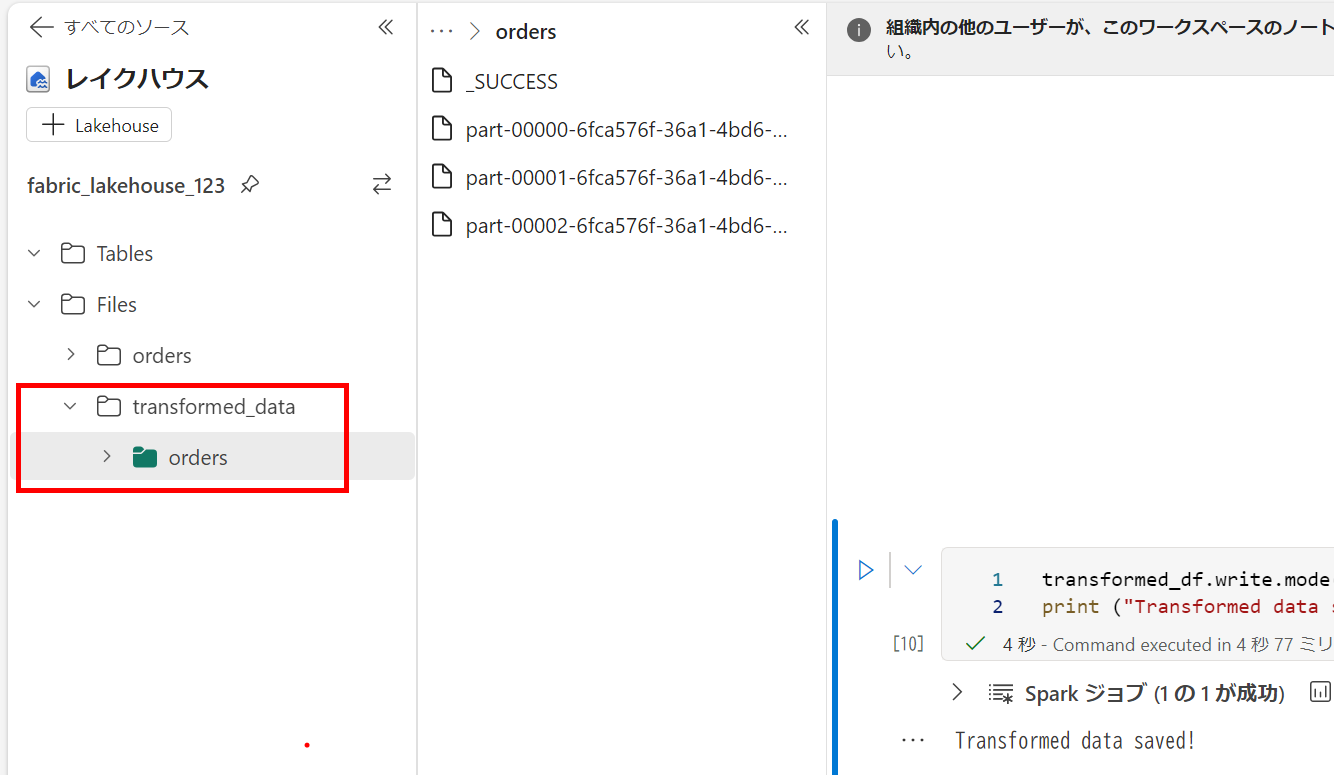 すべてのソース
レイクハウス
Lakehouse
fabric_lakehouse_123
Tables
Files
orders
transformed_data
orders
··· > orders
_SUCCESS
part-00000-6fca576f-36a1-4bd6-...
part-00001-6fca576f-36a1-4bd6-...
part-00002-6fca576f-36a1-4bd6-...
組織内の他のユーザーが、このワークスペースのノート
い。
1 transformed_df.write.mode
2 print ("Transformed data s
[10] 4 秒 - Command executed in 4 秒 77 ミリ
Spark ジョブ (1 の 1 が成功)
Transformed data saved!